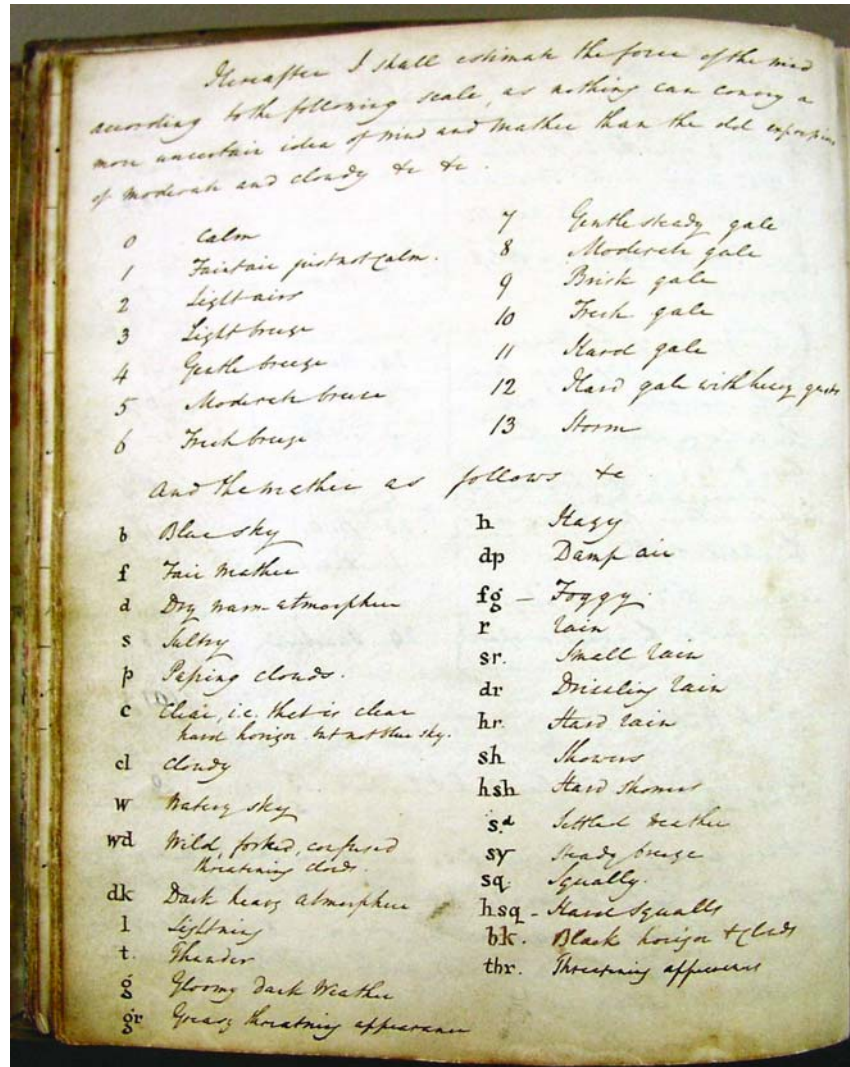 Hereafter I shall estimate the force of the wind
according to the following scale, as nothing can convey a
more uncertain idea of wind and weather than the old expressions
of moderate and cloudy &c &c.
0 Calm
1 Faint air just not calm.
2 Light airs
3 Light breeze
4 Gentle breeze
5 Moderate breeze
6 Fresh breeze
7 Gentle steady gale
8 Moderate gale
9 Brisk gale
10 Fresh gale
11 Hard gale
12 Hard gale with heavy gusts
13 Storm
and the weather as follows &c
b Blue sky
f Fair weather
d Dry warm atmosphere
s Sultry
p Passing clouds.
c Clear, i.e. that is clear
hard horizon but not blue sky.
cl Cloudy
w Watery sky
wd Wild, forked, confused
threatening clouds.
dk Dark heavy atmosphere
l Lightning
t. Thunder
g Gloomy dark weather
gr Greasy threatning appearance
h Hazy
dp Damp air
fg – Foggy.
r rain
sr. Small rain
dr Drizzling rain
hr. Hard rain
sh Showers
hsh Hard showers
s.d Settled weather
sy Steady breeze
sq. Squally.
hsq – Hard squalls
bk. Black horizon & clouds
thr. Threatning appearance